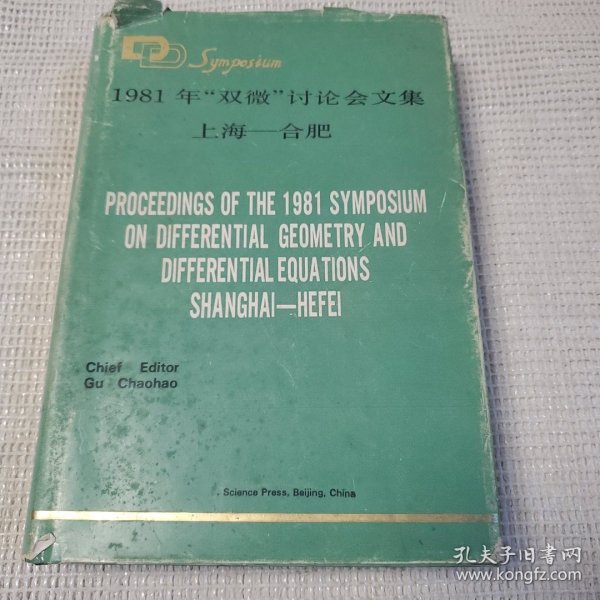 DD Symposium
1981 年“双微”讨论会文集
上海—合肥
PROCEEDINGS OF THE 1981 SYMPOSIUM
ON DIFFERENTIAL GEOMETRY AND
DIFFERENTIAL EQUATIONS
SHANGHAI—HEFEI
Chief Editor
Gu Chaohao
Science Press, Beijing, China
孔夫子旧书网
www.kongfz.com